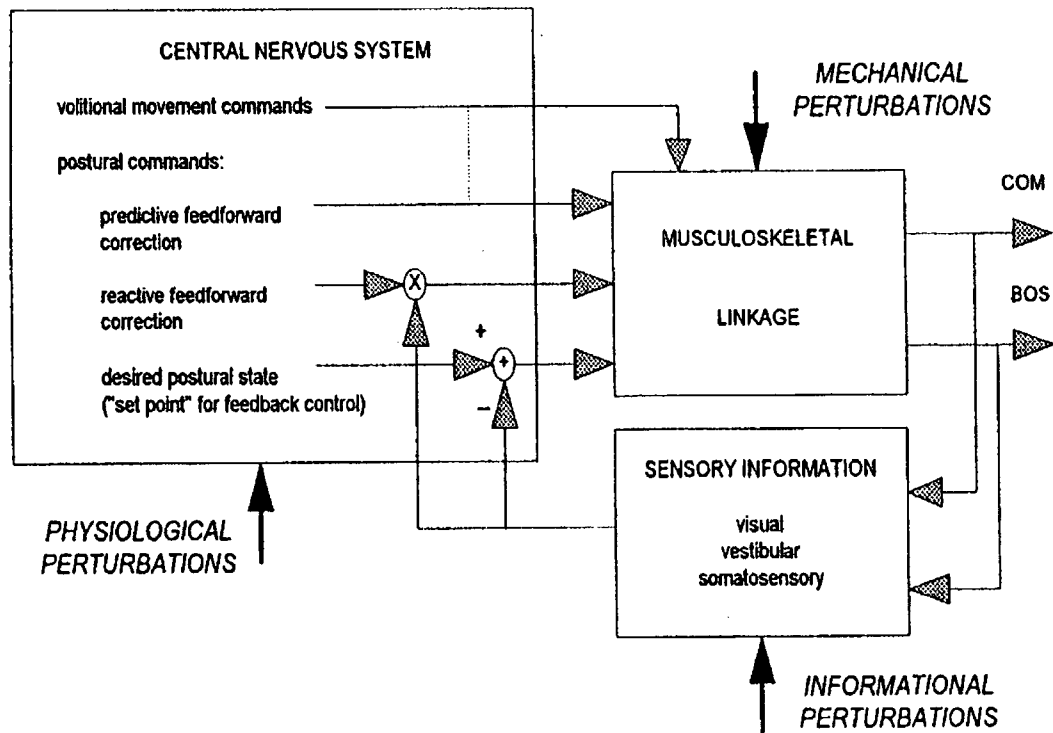 CENTRAL NERVOUS SYSTEM
volitional movement commands
postural commands:
predictive feedforward
correction
reactive feedforward
correction
X
desired postural state
("set point" for feedback control)
+
+
−
PHYSIOLOGICAL
PERTURBATIONS
MECHANICAL
PERTURBATIONS
MUSCULOSKELETAL
LINKAGE
COM
BOS
SENSORY INFORMATION
visual
vestibular
somatosensory
INFORMATIONAL
PERTURBATIONS